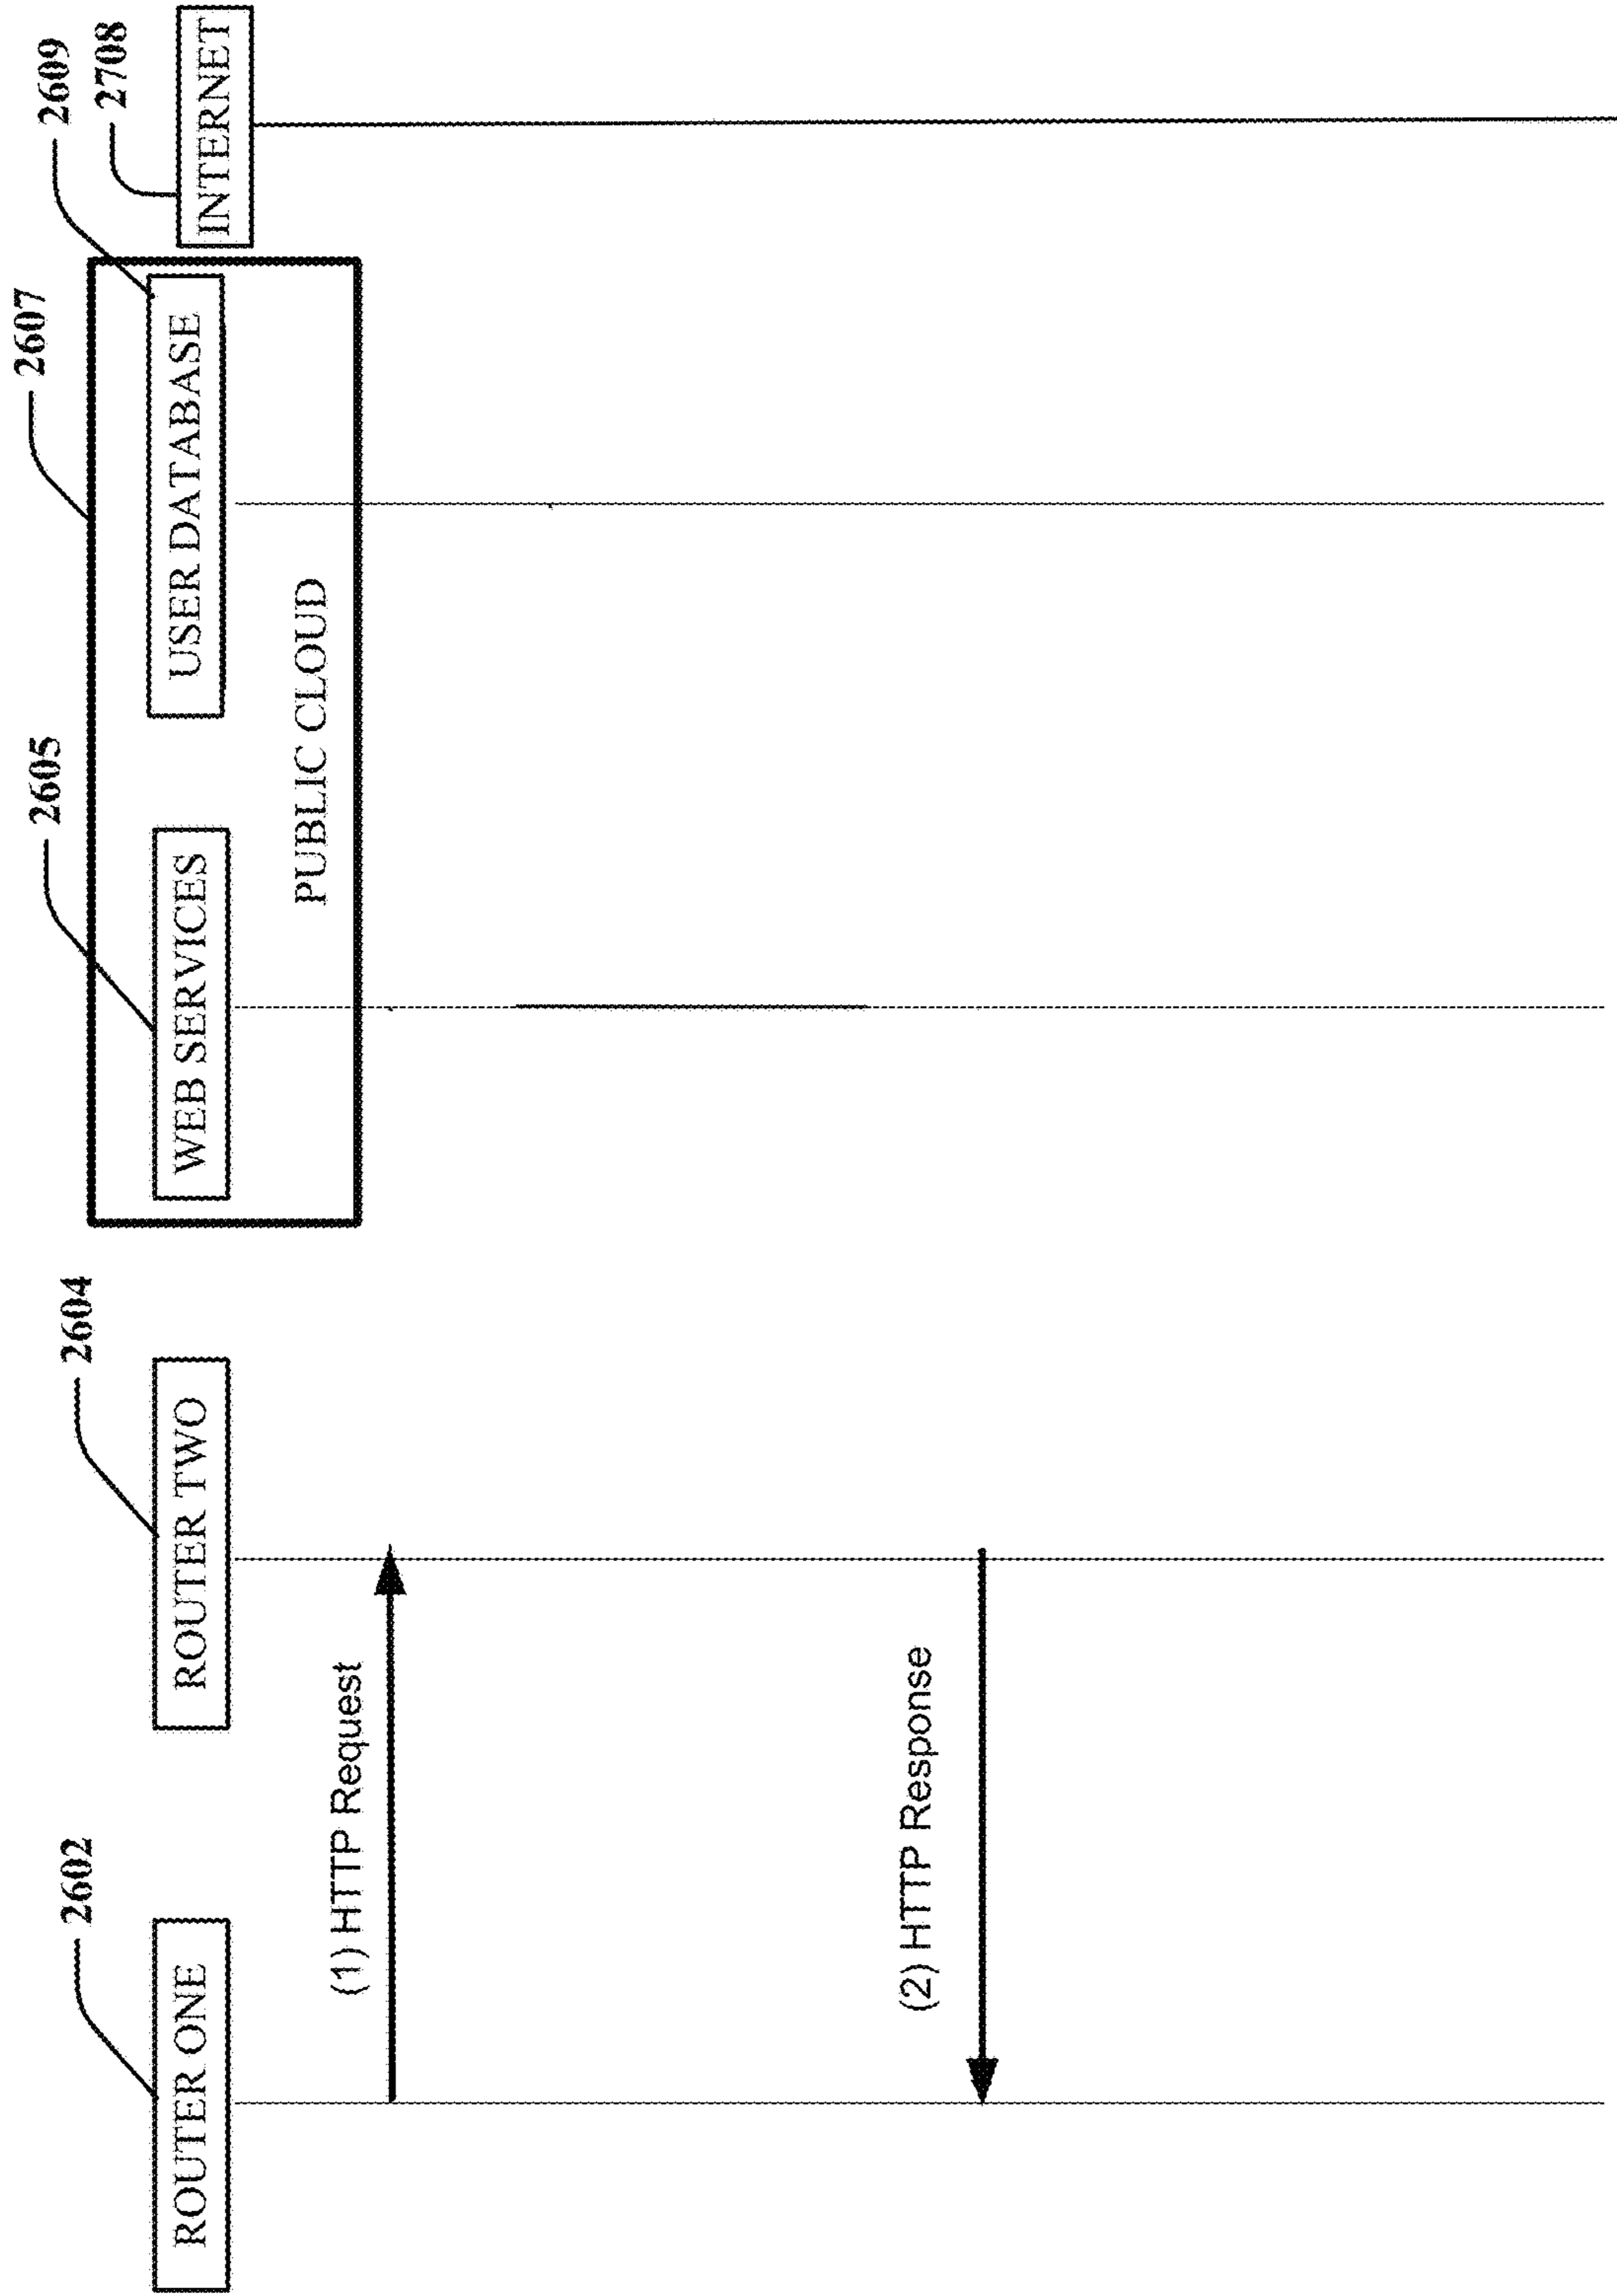 2602
2604
2605
2607
2609
2708
ROUTER ONE
ROUTER TWO
WEB SERVICES
USER DATABASE
INTERNET
PUBLIC CLOUD
(1) HTTP Request
(2) HTTP Response